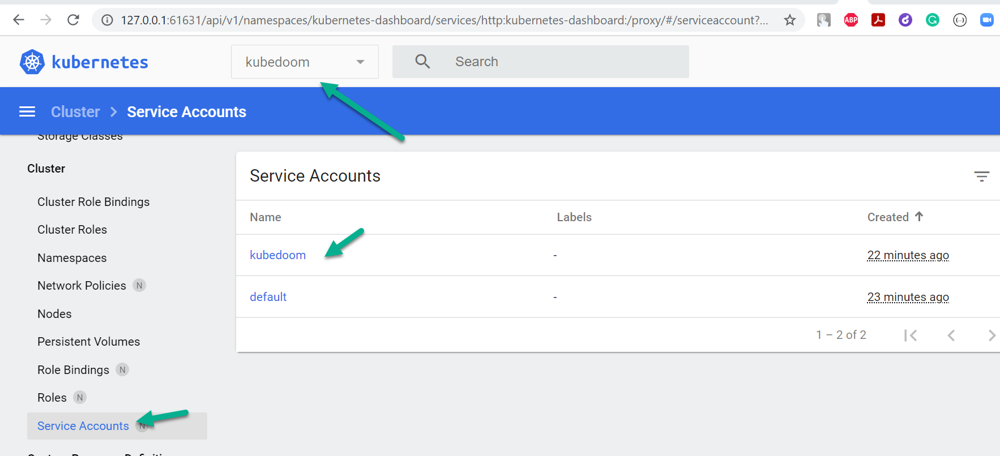 127.0.0.1:61631/api/v1/namespaces/kubernetes-dashboard/services/http:kubernetes-dashboard:/proxy/#/serviceaccount?...
ABP
kubernetes
kubedoom
Search
Cluster
Service Accounts
Storage Classes
Cluster
Cluster Role Bindings
Cluster Roles
Namespaces
Network Policies N
Nodes
Persistent Volumes
Role Bindings N
Roles N
Service Accounts N
Service Accounts
Name Labels Created
kubedoom - 22 minutes ago
default - 23 minutes ago
1 – 2 of 2